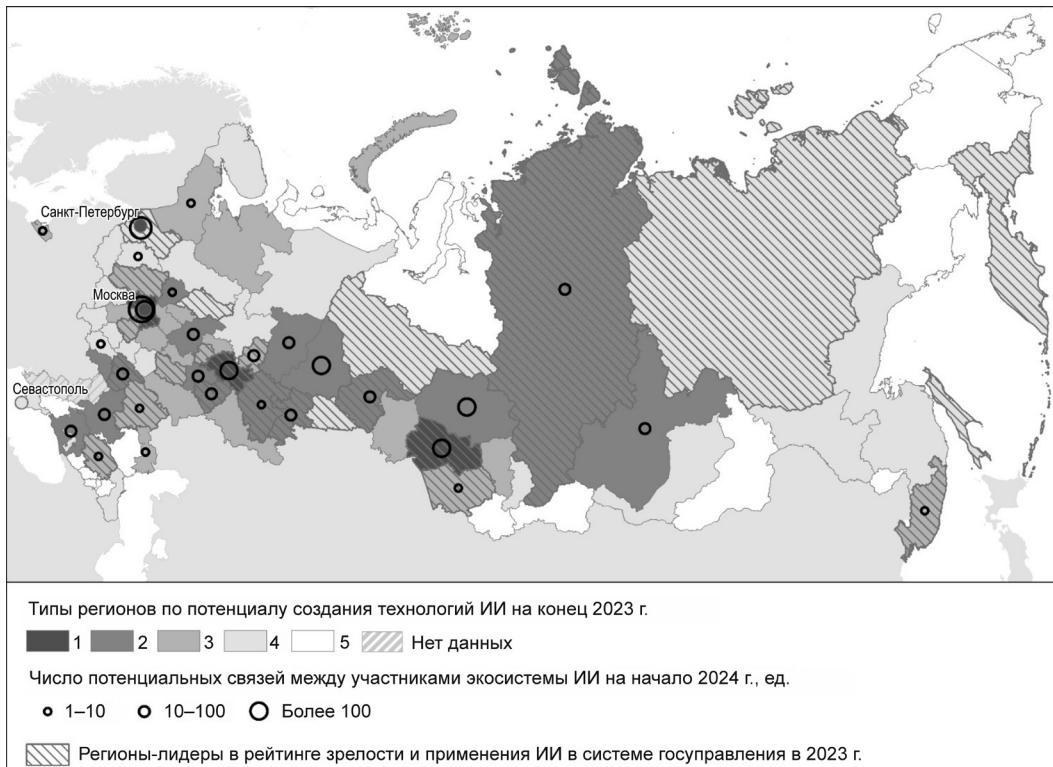 Санкт-Петербург
Москва
Севастополь
Типы регионов по потенциалу создания технологий ИИ на конец 2023 г.
1 2 3 4 5 Нет данных
Число потенциальных связей между участниками экосистемы ИИ на начало 2024 г., ед.
1–10 10–100 Более 100
Регионы-лидеры в рейтинге зрелости и применения ИИ в системе госуправления в 2023 г.